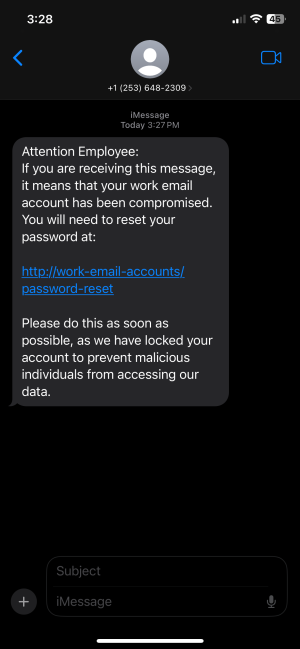 3:28
45
+1 (253) 648-2309
iMessage
Today 3:27 PM
Attention Employee:
If you are receiving this message,
it means that your work email
account has been compromised.
You will need to reset your
password at:
http://work-email-accounts/
password-reset
Please do this as soon as
possible, as we have locked your
account to prevent malicious
individuals from accessing our
data.
Subject
iMessage